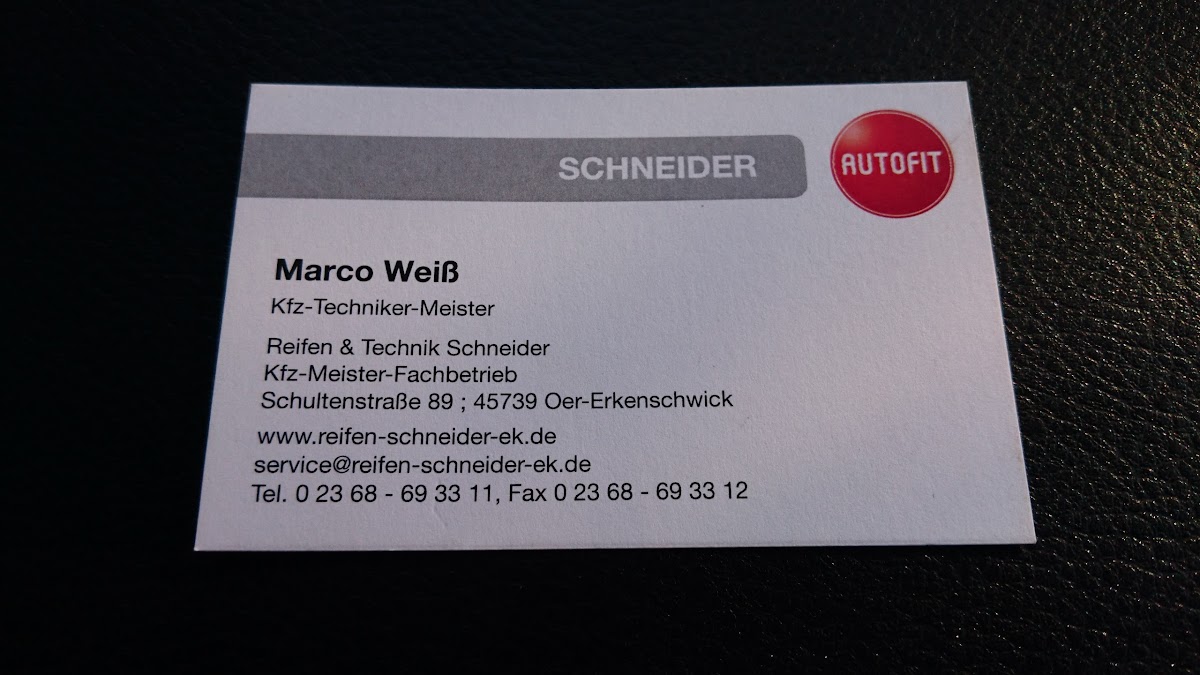 SCHNEIDER
AUTOFIT
Marco Weiß
Kfz-Techniker-Meister
Reifen & Technik Schneider
Kfz-Meister-Fachbetrieb
Schultenstraße 89 ; 45739 Oer-Erkenschwick
www.reifen-schneider-ek.de
service@reifen-schneider-ek.de
Tel. 0 23 68 - 69 33 11, Fax 0 23 68 - 69 33 12